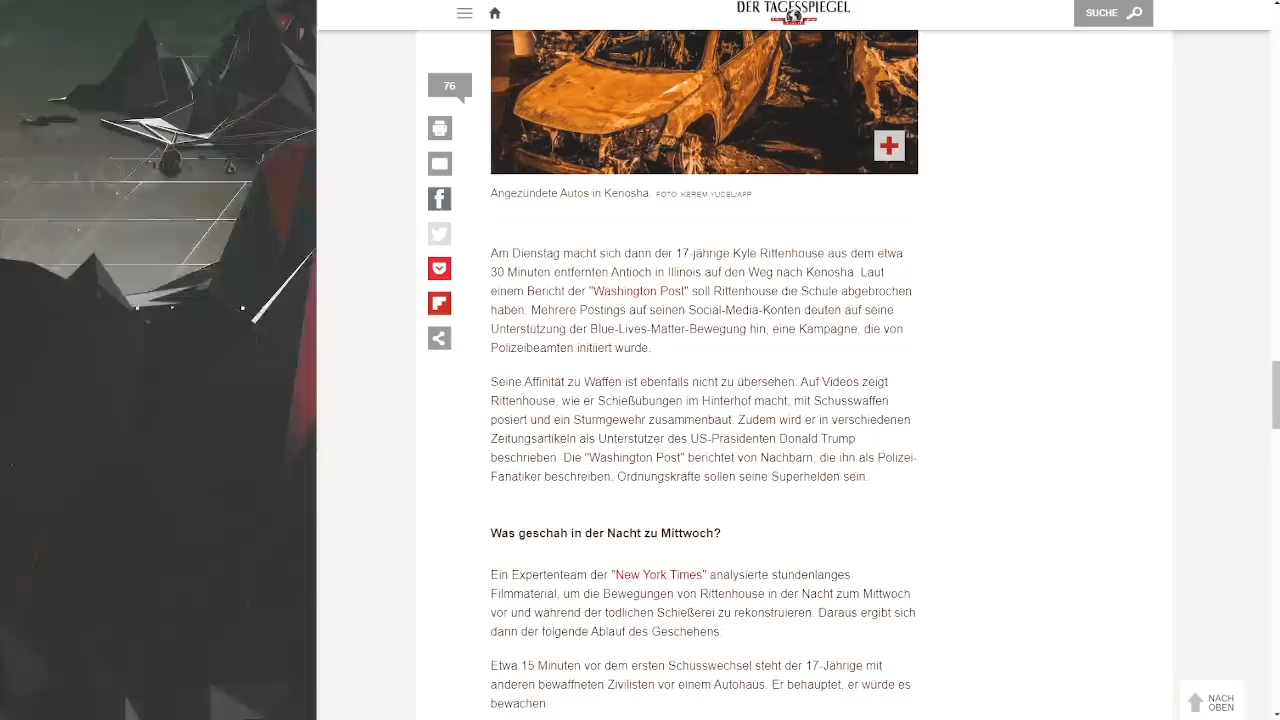 DER TAGESSPIEGEL
SUCHE
76
Angezündete Autos in Kenosha. FOTO: KEREM YUCEL/AFP
Am Dienstag macht sich dann der 17-jährige Kyle Rittenhouse aus dem etwa
30 Minuten entfernten Antioch in Illinois auf den Weg nach Kenosha. Laut
einem Bericht der "Washington Post" soll Rittenhouse die Schule abgebrochen
haben. Mehrere Postings auf seinen Social-Media-Konten deuten auf seine
Unterstützung der Blue-Lives-Matter-Bewegung hin, eine Kampagne, die von
Polizeibeamten initiiert wurde.
Seine Affinität zu Waffen ist ebenfalls nicht zu übersehen: Auf Videos zeigt
Rittenhouse, wie er Schießübungen im Hinterhof macht, mit Schusswaffen
posiert und ein Sturmgewehr zusammenbaut. Zudem wird er in verschiedenen
Zeitungsartikeln als Unterstützer des US-Präsidenten Donald Trump
beschrieben. Die "Washington Post" berichtet von Nachbarn, die ihn als Polizei-
Fanatiker beschreiben. Ordnungskräfte sollen seine Superhelden sein.
Was geschah in der Nacht zu Mittwoch?
Ein Expertenteam der "New York Times" analysierte stundenlanges
Filmmaterial, um die Bewegungen von Rittenhouse in der Nacht zum Mittwoch
vor und während der tödlichen Schießerei zu rekonstruieren. Daraus ergibt sich
dann der folgende Ablauf des Geschehens:
Etwa 15 Minuten vor dem ersten Schusswechsel steht der 17-Jährige mit
anderen bewaffneten Zivilisten vor einem Autohaus. Er behauptet, er würde es
bewachen.
NACH
OBEN